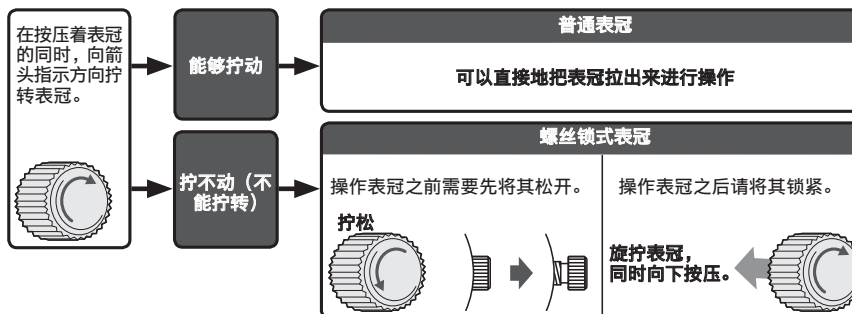 在按压着表冠
的同时，向箭
头指示方向拧
转表冠。
能够拧动
普通表冠
可以直接地把表冠拉出来进行操作
拧不动（不
能拧转）
螺丝锁式表冠
操作表冠之前需要先将其松开。
拧松
操作表冠之后请将其锁紧。
旋拧表冠，
同时向下按压。